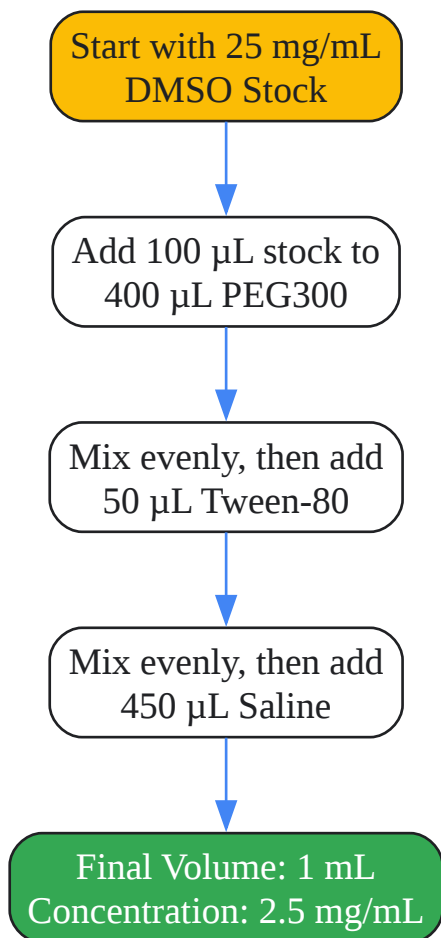 Start with 25 mg/mL
DMSO Stock
Add 100 µL stock to
400 µL PEG300
Mix evenly, then add
50 µL Tween-80
Mix evenly, then add
450 µL Saline
Final Volume: 1 mL
Concentration: 2.5 mg/mL